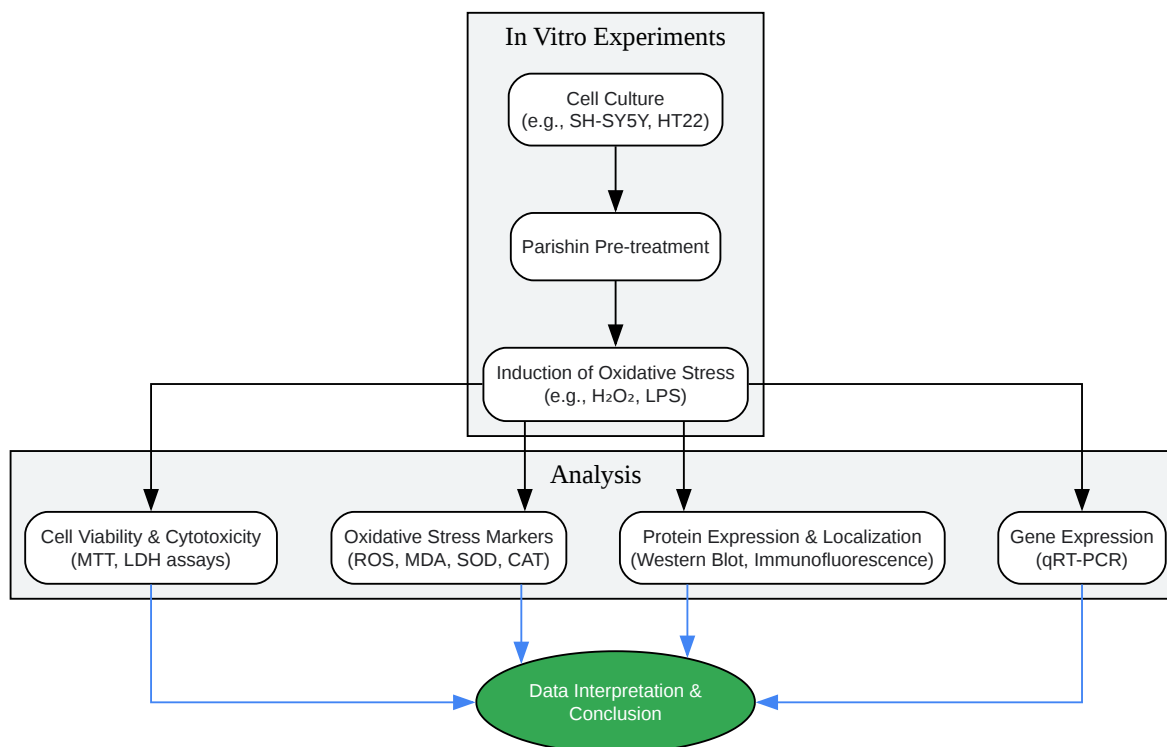 In Vitro Experiments
Cell Culture
(e.g., SH-SY5Y, HT22)
Parishin Pre-treatment
Induction of Oxidative Stress
(e.g., H₂O₂, LPS)
Analysis
Cell Viability & Cytotoxicity
(MTT, LDH assays)
Oxidative Stress Markers
(ROS, MDA, SOD, CAT)
Protein Expression & Localization
(Western Blot, Immunofluorescence)
Gene Expression
(qRT-PCR)
Data Interpretation &
Conclusion